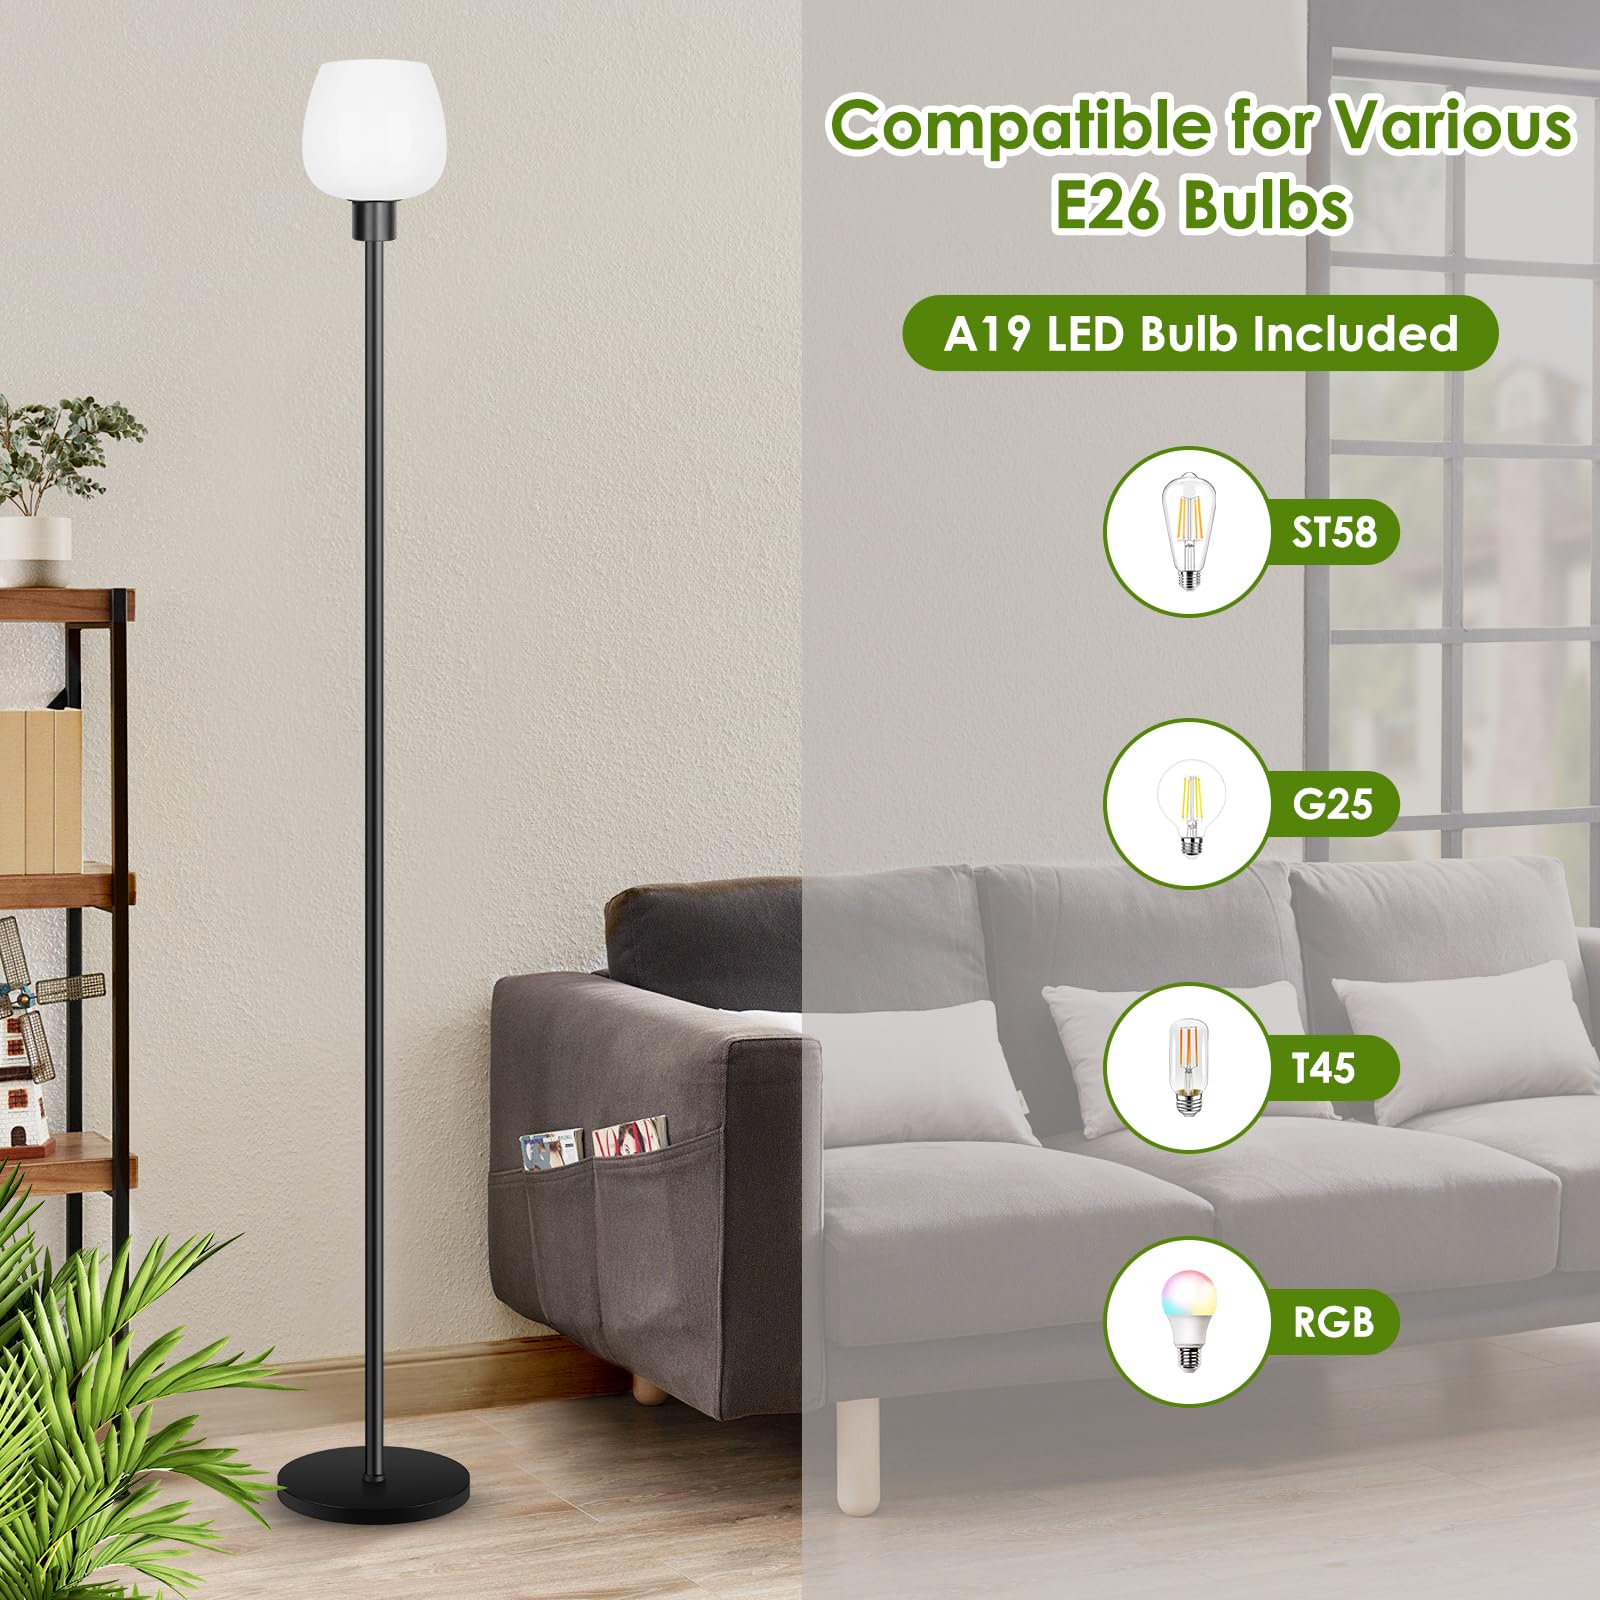 Compatible for Various
E26 Bulbs
A19 LED Bulb Included
ST58
G25
T45
RGB